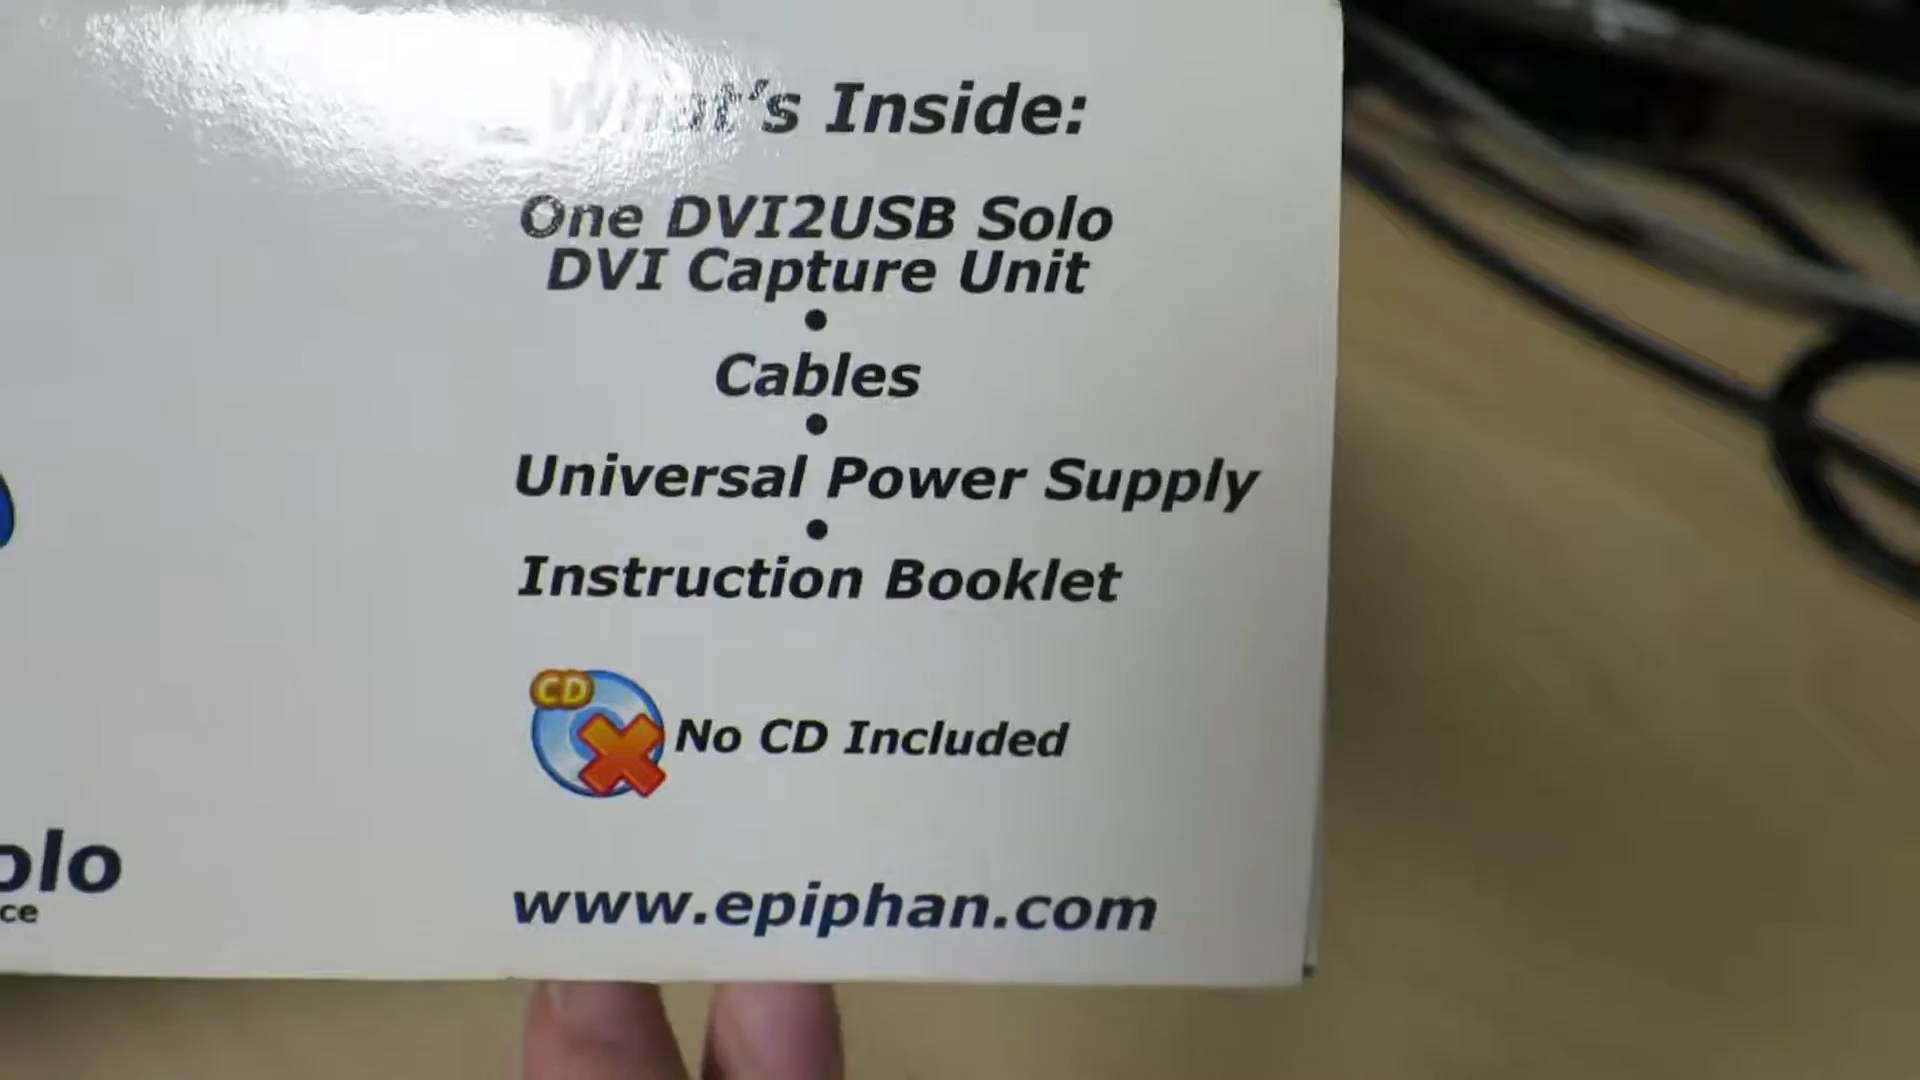 What's Inside:
One DVI2USB Solo
DVI Capture Unit
•
Cables
•
Universal Power Supply
•
Instruction Booklet
CD
No CD Included
olo
ce
www.epiphan.com